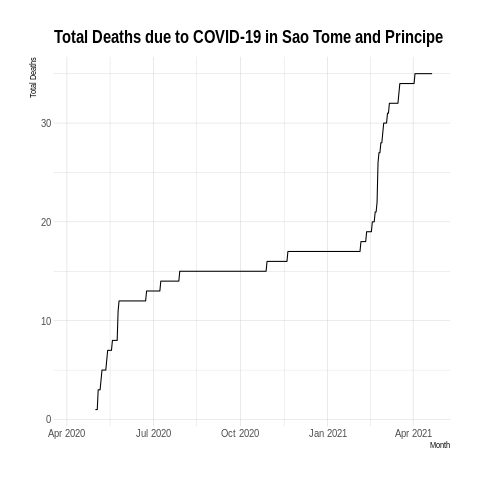 Total Deaths due to COVID-19 in Sao Tome and Principe
Total Deaths
30
20
10
0
Apr 2020 Jul 2020 Oct 2020 Jan 2021 Apr 2021
Month